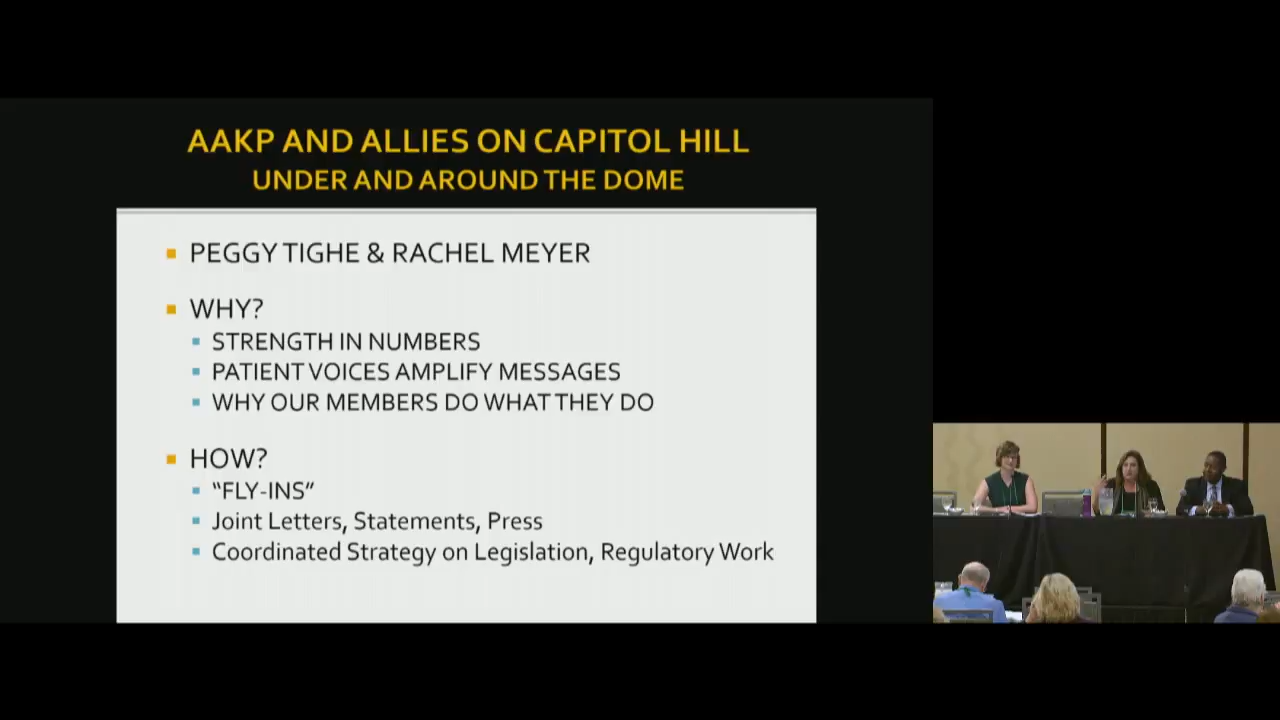 AAKP AND ALLIES ON CAPITOL HILL
UNDER AND AROUND THE DOME
PEGGY TIGHE & RACHEL MEYER
WHY?
STRENGTH IN NUMBERS
PATIENT VOICES AMPLIFY MESSAGES
WHY OUR MEMBERS DO WHAT THEY DO
HOW?
“FLY-INS”
Joint Letters, Statements, Press
Coordinated Strategy on Legislation, Regulatory Work